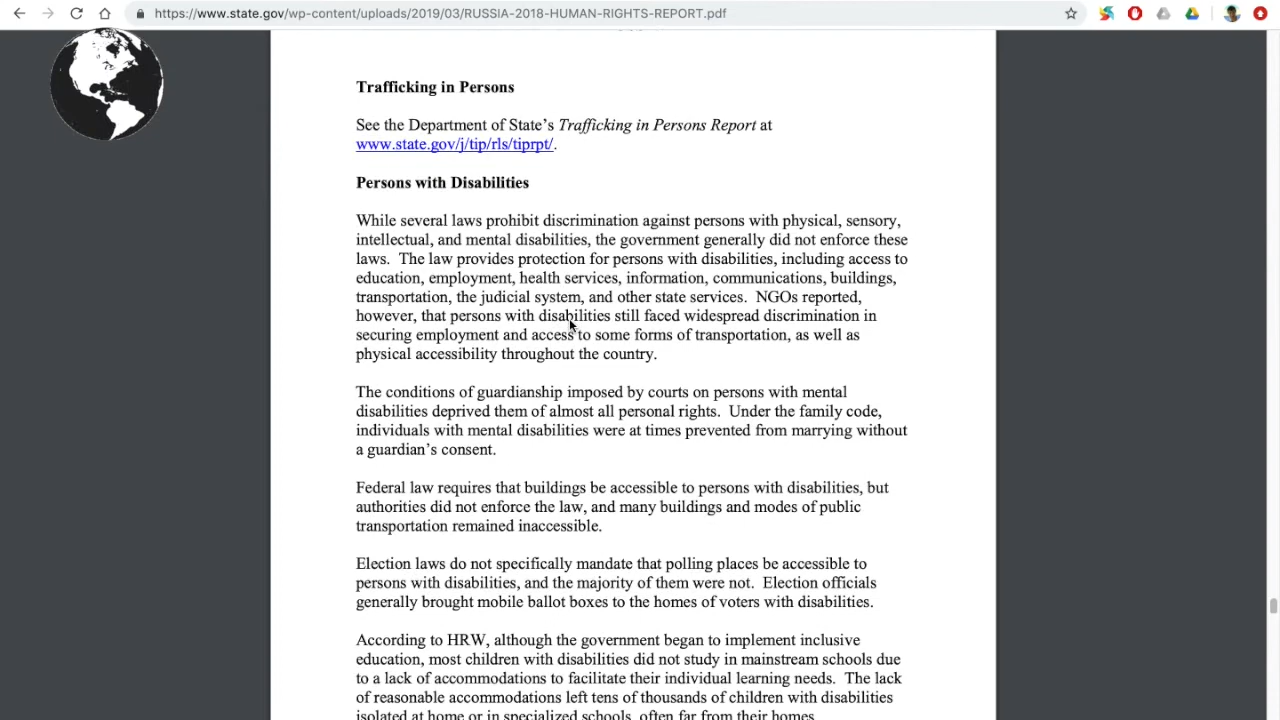 https://www.state.gov/wp-content/uploads/2019/03/RUSSIA-2018-HUMAN-RIGHTS-REPORT.pdf
Trafficking in Persons
See the Department of State’s Trafficking in Persons Report at
www.state.gov/j/tip/rls/tiprpt/.
Persons with Disabilities
While several laws prohibit discrimination against persons with physical, sensory,
intellectual, and mental disabilities, the government generally did not enforce these
laws.  The law provides protection for persons with disabilities, including access to
education, employment, health services, information, communications, buildings,
transportation, the judicial system, and other state services.  NGOs reported,
however, that persons with disabilities still faced widespread discrimination in
securing employment and access to some forms of transportation, as well as
physical accessibility throughout the country.
The conditions of guardianship imposed by courts on persons with mental
disabilities deprived them of almost all personal rights.  Under the family code,
individuals with mental disabilities were at times prevented from marrying without
a guardian’s consent.
Federal law requires that buildings be accessible to persons with disabilities, but
authorities did not enforce the law, and many buildings and modes of public
transportation remained inaccessible.
Election laws do not specifically mandate that polling places be accessible to
persons with disabilities, and the majority of them were not.  Election officials
generally brought mobile ballot boxes to the homes of voters with disabilities.
According to HRW, although the government began to implement inclusive
education, most children with disabilities did not study in mainstream schools due
to a lack of accommodations to facilitate their individual learning needs.  The lack
of reasonable accommodations left tens of thousands of children with disabilities
isolated at home or in specialized schools, often far from their homes.